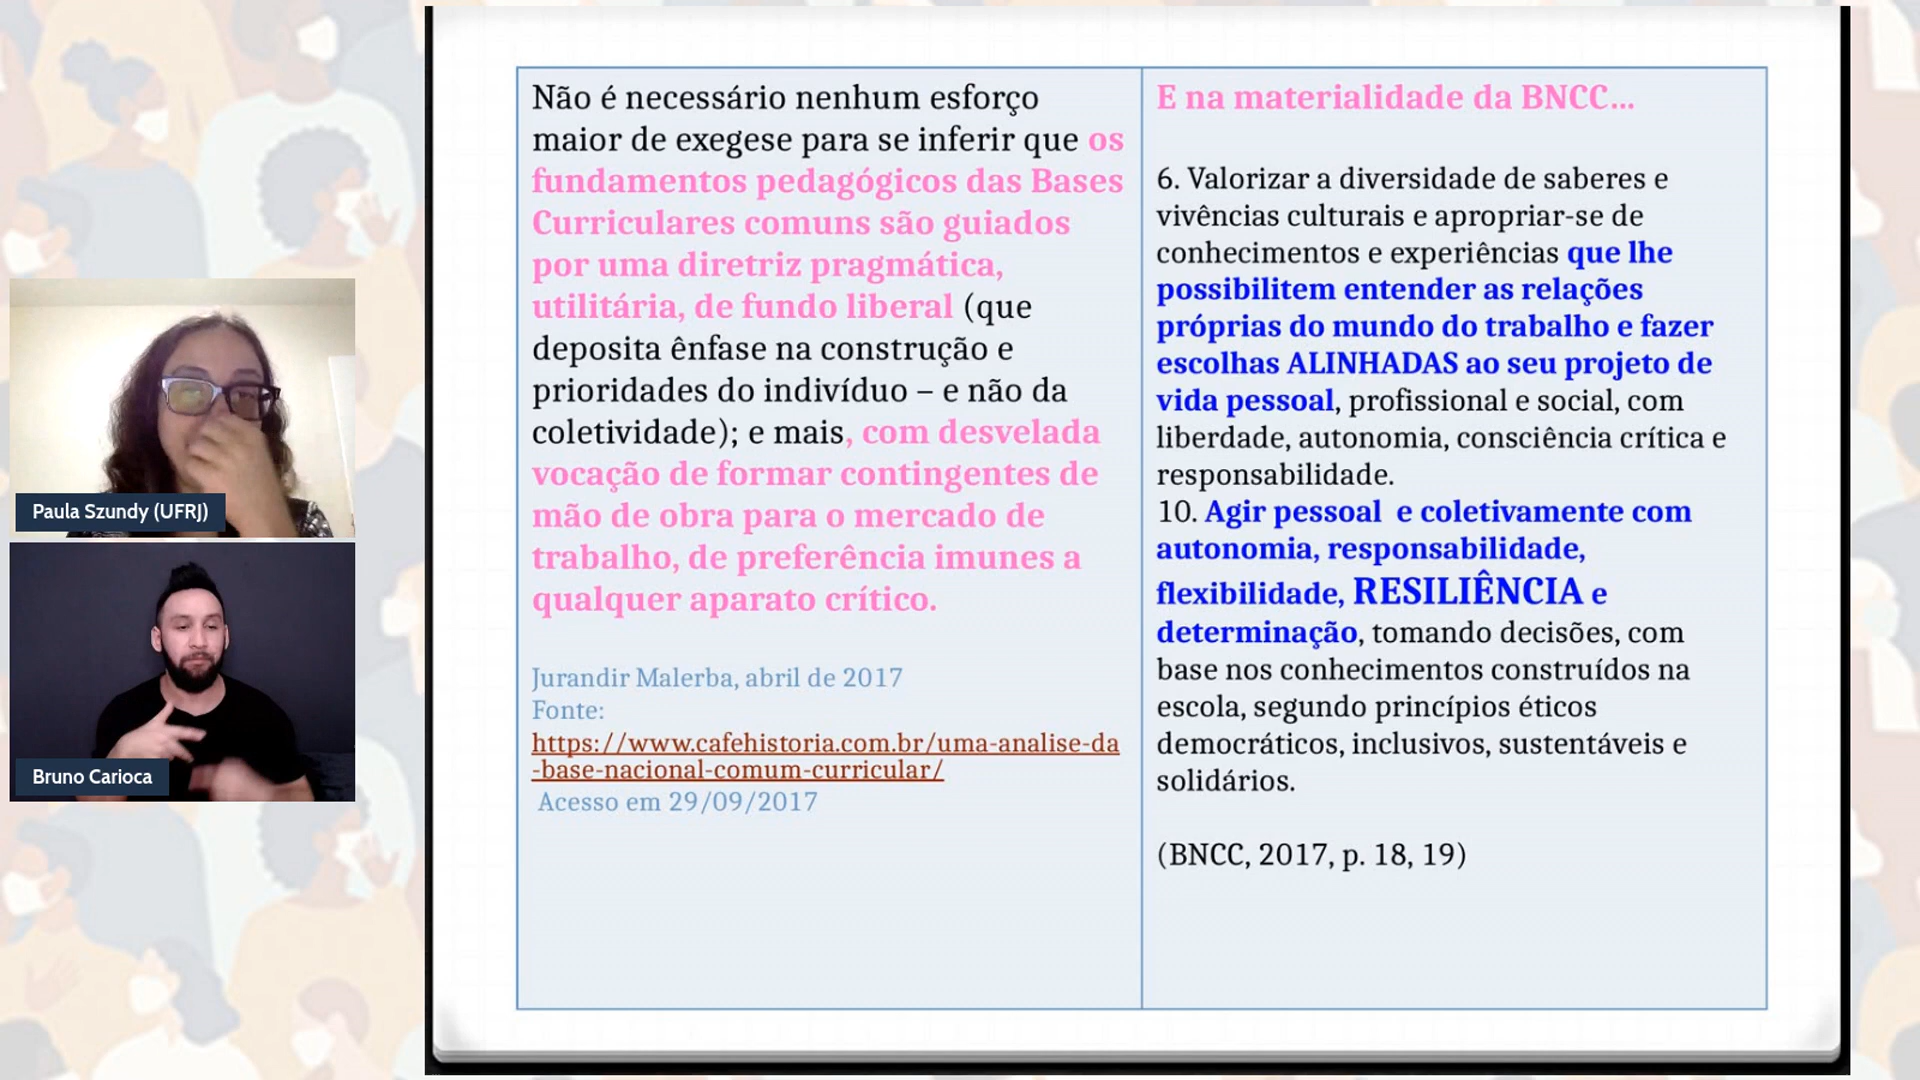 Não é necessário nenhum esforço
maior de exegese para se inferir que os
fundamentos pedagógicos das Bases
Curriculares comuns são guiados
por uma diretriz pragmática,
utilitária, de fundo liberal (que
deposita ênfase na construção e
prioridades do indivíduo – e não da
coletividade); e mais, com desvelada
vocação de formar contingentes de
mão de obra para o mercado de
trabalho, de preferência imunes a
qualquer aparato crítico.
Jurandir Malerba, abril de 2017
Fonte:
https://www.cafehistoria.com.br/uma-analise-da
-base-nacional-comum-curricular/
Acesso em 29/09/2017
E na materialidade da BNCC...
6. Valorizar a diversidade de saberes e
vivências culturais e apropriar-se de
conhecimentos e experiências que lhe
possibilitem entender as relações
próprias do mundo do trabalho e fazer
escolhas ALINHADAS ao seu projeto de
vida pessoal, profissional e social, com
liberdade, autonomia, consciência crítica e
responsabilidade.
10. Agir pessoal  e coletivamente com
autonomia, responsabilidade,
flexibilidade, RESILIÊNCIA e
determinação, tomando decisões, com
base nos conhecimentos construídos na
escola, segundo princípios éticos
democráticos, inclusivos, sustentáveis e
solidários.
(BNCC, 2017, p. 18, 19)
Paula Szundy (UFRJ)
Bruno Carioca